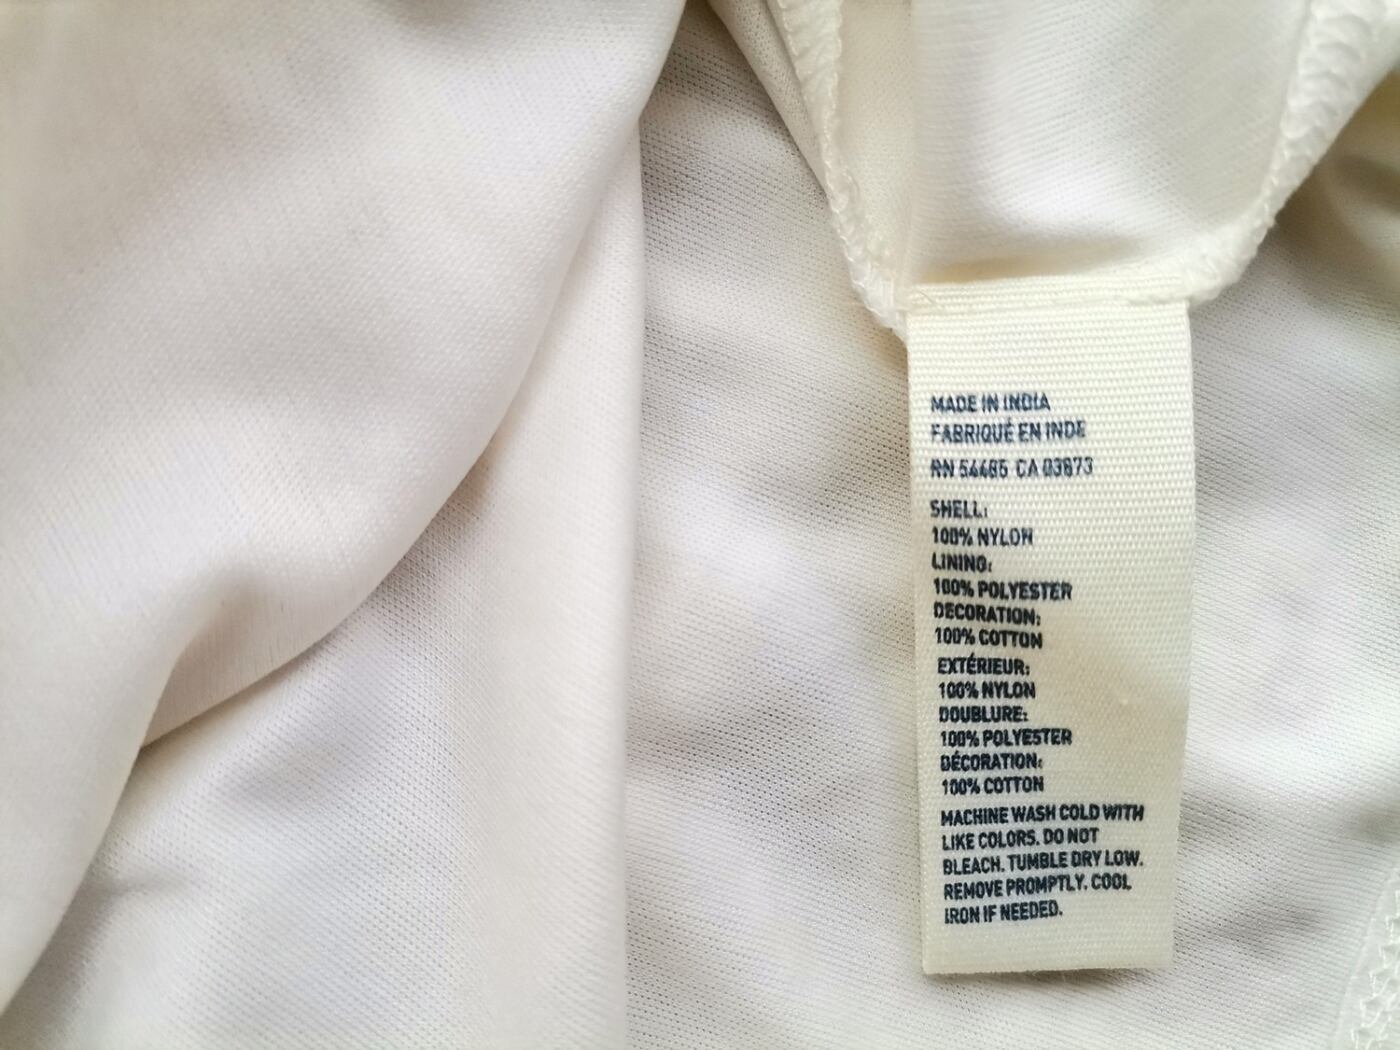 MADE IN INDIA
FABRIQUÉ EN INDE
RN 54485 CA 03873
SHELL:
100% NYLON
LINING:
100% POLYESTER
DECORATION:
100% COTTON
EXTÉRIEUR:
100% NYLON
DOUBLURE:
100% POLYESTER
DÉCORATION:
100% COTTON
MACHINE WASH COLD WITH
LIKE COLORS. DO NOT
BLEACH. TUMBLE DRY LOW.
REMOVE PROMPTLY. COOL
IRON IF NEEDED.